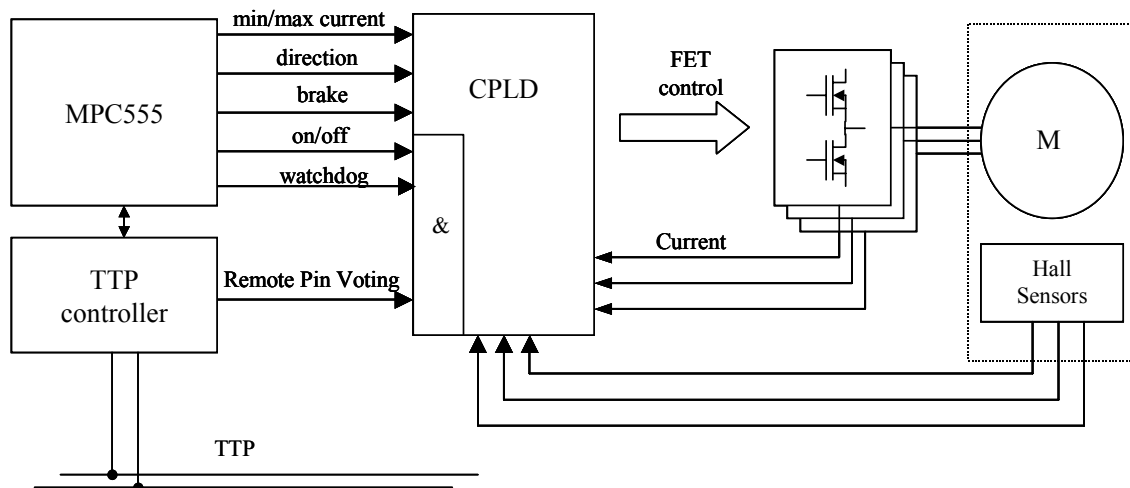 min/max current
direction
brake
on/off
watchdog
MPC555
CPLD
&
FET
control
M
TTP
controller
Remote Pin Voting
Current
Hall
Sensors
TTP